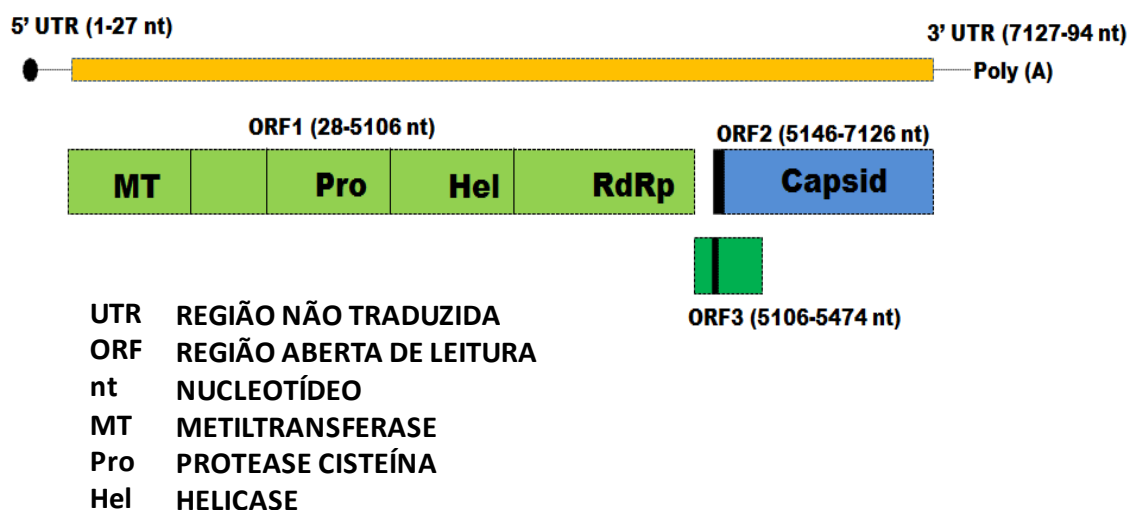 5' UTR (1-27 nt)
3' UTR (7127-94 nt)
Poly (A)
ORF1 (28-5106 nt)
ORF2 (5146-7126 nt)
MT Pro Hel RdRp Capsid
ORF3 (5106-5474 nt)
UTR REGIÃO NÃO TRADUZIDA
ORF REGIÃO ABERTA DE LEITURA
nt NUCLEOTÍDEO
MT METILTRANSFERASE
Pro PROTEASE CISTEÍNA
Hel HELICASE